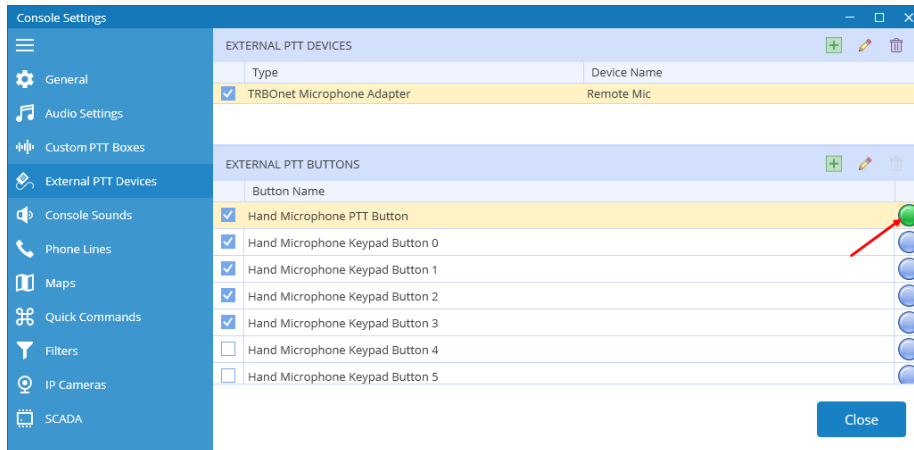 Console Settings
General
Audio Settings
Custom PTT Boxes
External PTT Devices
Console Sounds
Phone Lines
Maps
Quick Commands
Filters
IP Cameras
SCADA
EXTERNAL PTT DEVICES
Type Device Name
TRBOnet Microphone Adapter Remote Mic
EXTERNAL PTT BUTTONS
Button Name
Hand Microphone PTT Button
Hand Microphone Keypad Button 0
Hand Microphone Keypad Button 1
Hand Microphone Keypad Button 2
Hand Microphone Keypad Button 3
Hand Microphone Keypad Button 4
Hand Microphone Keypad Button 5
Close